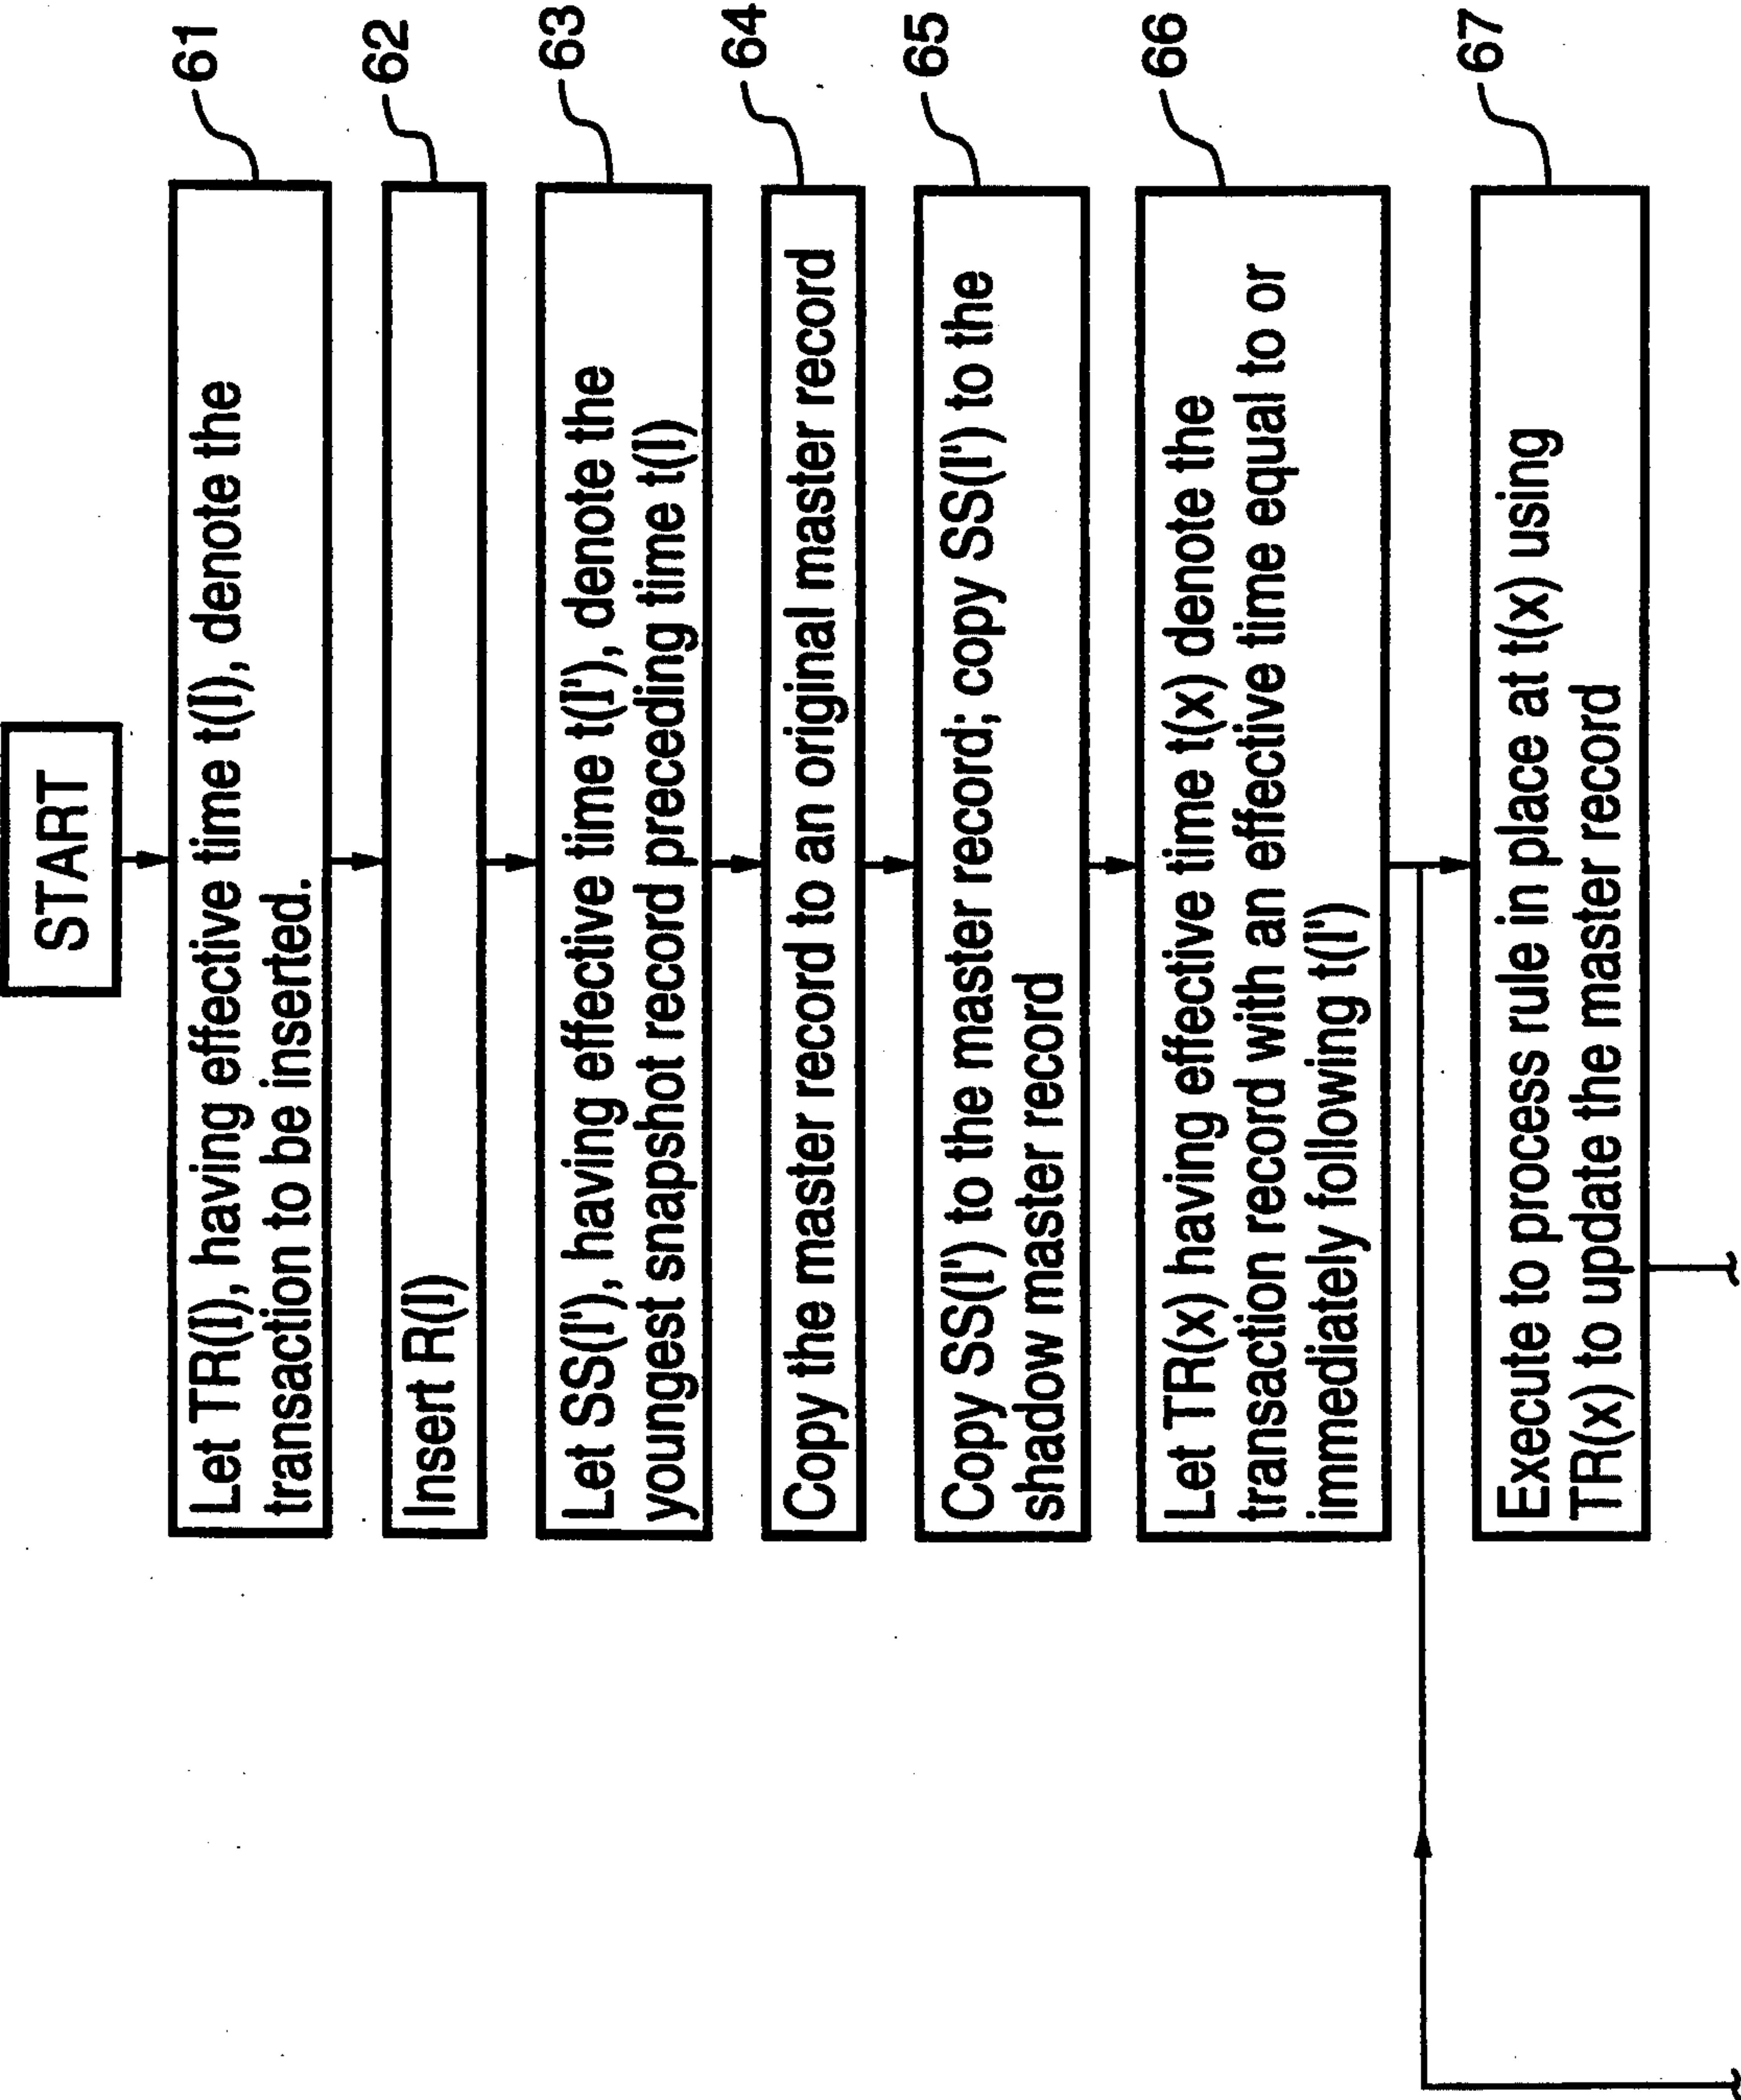 START
61
Let TR(I), having effective time t(I), denote the
transaction to be inserted.
62
Insert R(I)
63
Let SS(I'), having effective time t(I'), denote the
youngest snapshot record preceding time t(I)
64
Copy the master record to an original master record
65
Copy SS(I') to the master record; copy SS(I') to the
shadow master record
66
Let TR(x) having effective time t(x) denote the
transaction record with an effective time equal to or
immediately following t(I')
67
Execute to process rule in place at t(x) using
TR(x) to update the master record